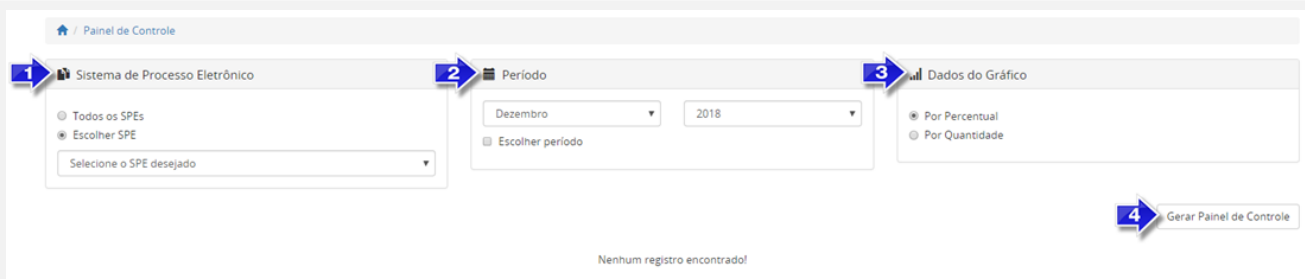 / Painel de Controle
1 Sistema de Processo Eletrônico
Todos os SPEs
Escolher SPE
Selecione o SPE desejado
2 Período
Dezembro 2018
Escolher período
3 Dados do Gráfico
Por Percentual
Por Quantidade
4 Gerar Painel de Controle
Nenhum registro encontrado!